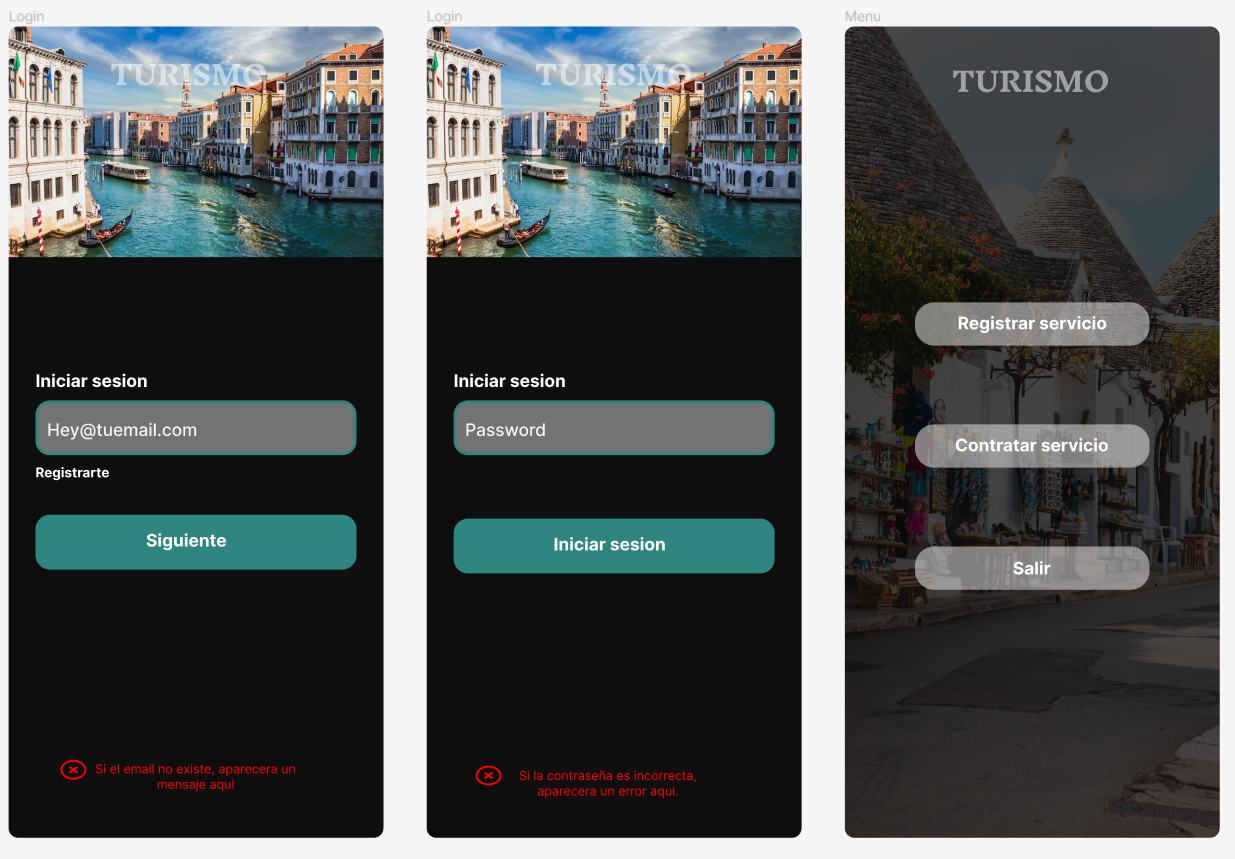 Login
TURISMO
Iniciar sesion
Hey@tuemail.com
Registrarte
Siguiente
Si el email no existe, aparecera un
mensaje aqui
Login
TURISMO
Iniciar sesion
Password
Iniciar sesion
Si la contraseña es incorrecta,
aparecera un error aqui.
Menu
TURISMO
Registrar servicio
Contratar servicio
Salir